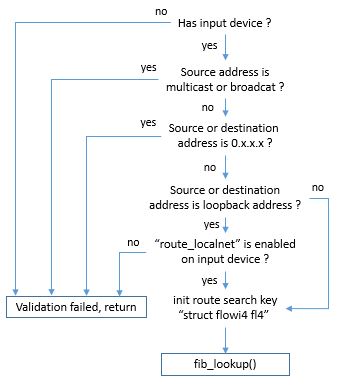 no
Has input device ?
yes
yes
Source address is
multicast or broadcat ?
no
yes
Source or destination
address is 0.x.x.x ?
no
Source or destination
address is loopback address ?
no
yes
no
“route_localnet” is enabled
on input device ?
yes
Validation failed, return
init route search key
“struct flowi4 fl4”
fib_lookup()